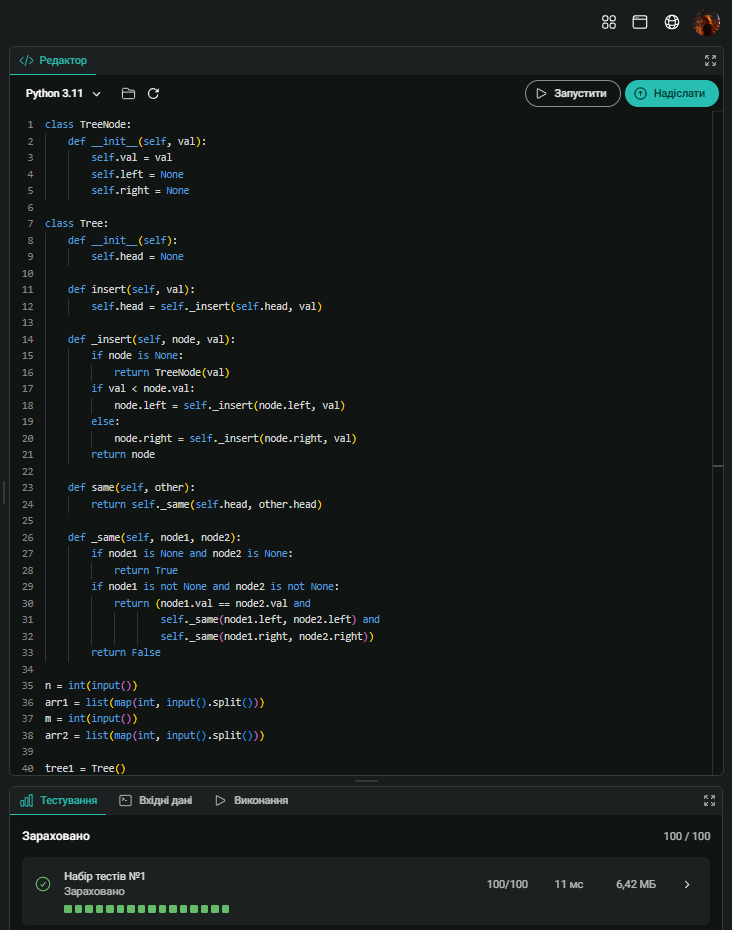 </> Редактор
Python 3.11
Запустити
Надіслати
1 class TreeNode:
2     def __init__(self, val):
3         self.val = val
4         self.left = None
5         self.right = None
6
7 class Tree:
8     def __init__(self):
9         self.head = None
10
11     def insert(self, val):
12         self.head = self._insert(self.head, val)
13
14     def _insert(self, node, val):
15         if node is None:
16             return TreeNode(val)
17         if val < node.val:
18             node.left = self._insert(node.left, val)
19         else:
20             node.right = self._insert(node.right, val)
21         return node
22
23     def same(self, other):
24         return self._same(self.head, other.head)
25
26     def _same(self, node1, node2):
27         if node1 is None and node2 is None:
28             return True
29         if node1 is not None and node2 is not None:
30             return (node1.val == node2.val and
31                     self._same(node1.left, node2.left) and
32                     self._same(node1.right, node2.right))
33         return False
34
35 n = int(input())
36 arr1 = list(map(int, input().split()))
37 m = int(input())
38 arr2 = list(map(int, input().split()))
39
40 tree1 = Tree()
Тестування
Вхідні дані
Виконання
Зараховано
100 / 100
Набір тестів №1
Зараховано
100/100
11 мс
6,42 МБ